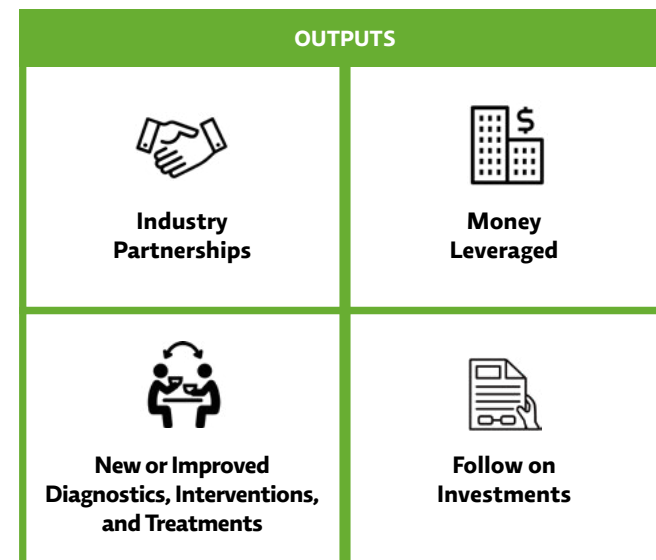 OUTPUTS
$
Industry
Partnerships
Money
Leveraged
New or Improved
Diagnostics, Interventions,
and Treatments
Follow on
Investments